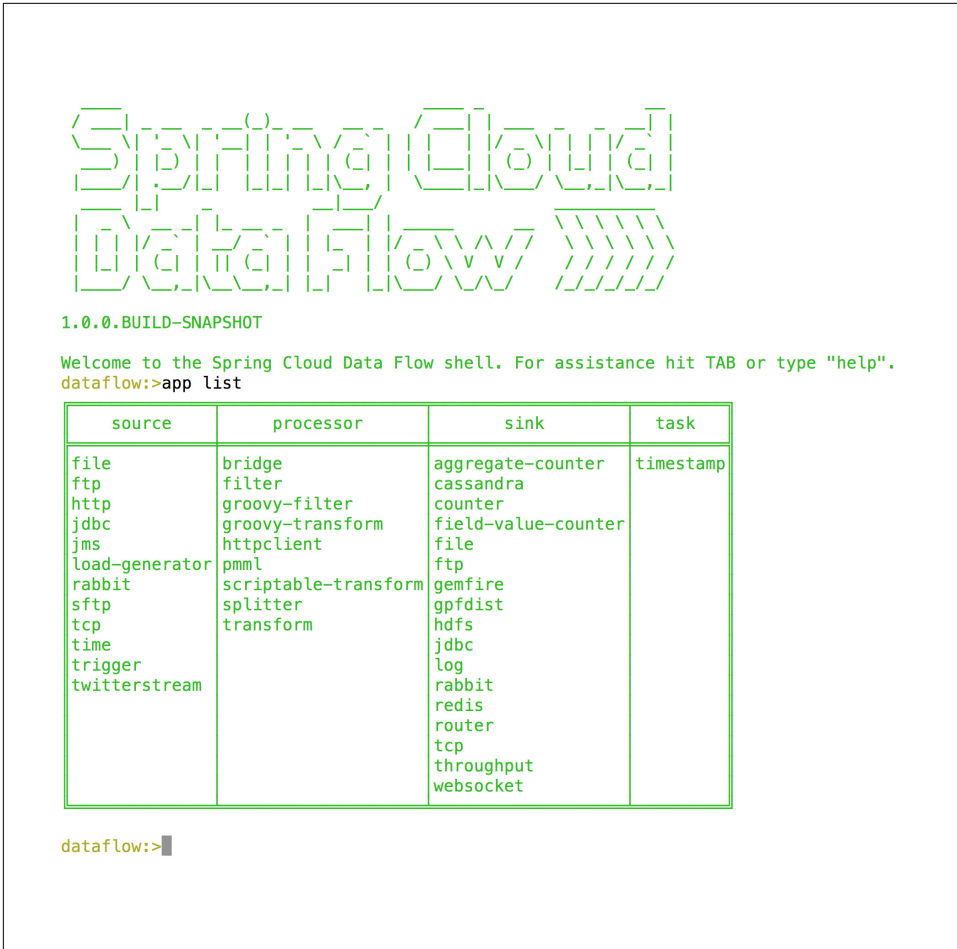 Spring Cloud
Data Flow
1.0.0.BUILD-SNAPSHOT
Welcome to the Spring Cloud Data Flow shell. For assistance hit TAB or type "help".
dataflow:>app list
source processor sink task
file bridge aggregate-counter timestamp
ftp filter cassandra
http groovy-filter counter
jdbc groovy-transform field-value-counter
jms httpclient file
load-generator pmml ftp
rabbit scriptable-transform gemfire
sftp splitter gpfdist
tcp transform hdfs
time jdbc
trigger log
twitterstream rabbit
redis
router
tcp
throughput
websocket
dataflow:>